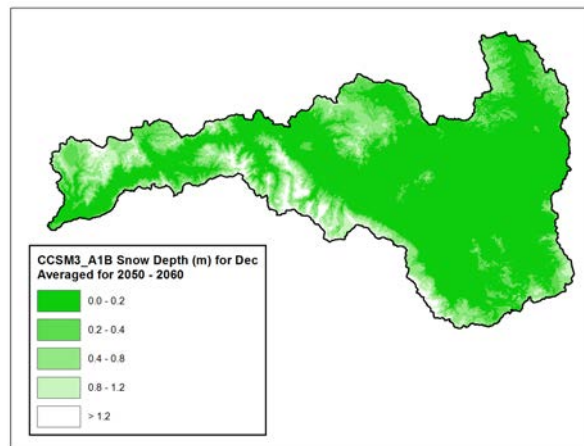 CCSM3_A1B Snow Depth (m) for Dec
Averaged for 2050 - 2060
0.0 - 0.2
0.2 - 0.4
0.4 - 0.8
0.8 - 1.2
> 1.2